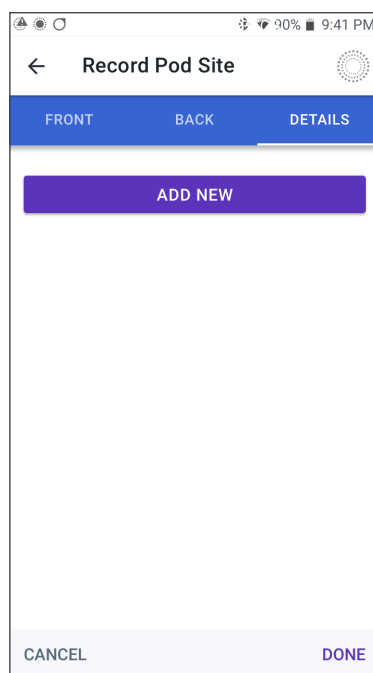 90% 9:41 PM
Record Pod Site
FRONT BACK DETAILS
ADD NEW
CANCEL DONE